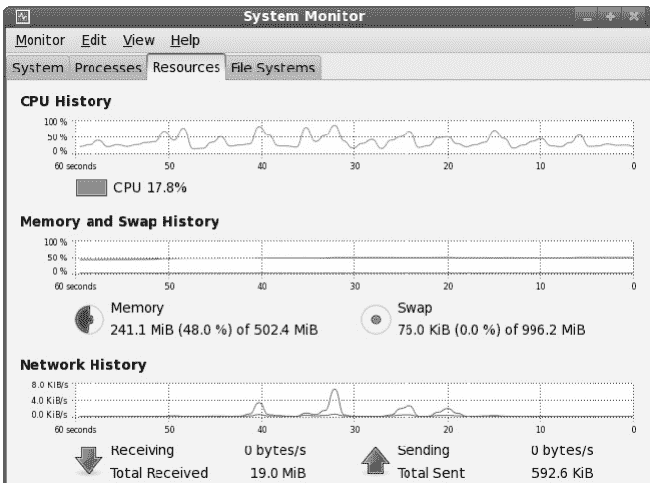 System Monitor
Monitor Edit View Help
System Processes Resources File Systems
CPU History
100 %
50 %
0 %
60 seconds 50 40 30 20 10 0
CPU 17.8%
Memory and Swap History
100 %
50 %
0 %
60 seconds 50 40 30 20 10 0
Memory Swap
241.1 MiB (48.0 %) of 502.4 MiB 76.0 KiB (0.0 %) of 996.2 MiB
Network History
8.0 KiB/s
4.0 KiB/s
0.0 KiB/s
60 seconds 50 40 30 20 10 0
Receiving 0 bytes/s Sending 0 bytes/s
Total Received 19.0 MiB Total Sent 592.6 KiB